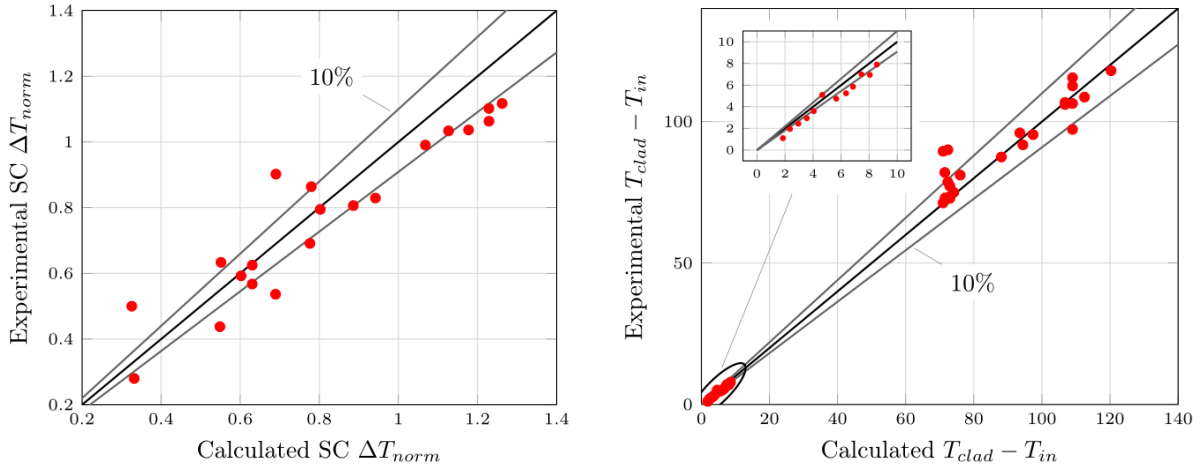 1.4
1.2
1
0.8
0.6
0.4
0.2
0.2 0.4 0.6 0.8 1 1.2 1.4
Experimental SC ΔT_norm
Calculated SC ΔT_norm
10%
100
50
0
0 20 40 60 80 100 120 140
Experimental T_clad − T_in
Calculated T_clad − T_in
10%
10
8
6
4
2
0
0 2 4 6 8 10